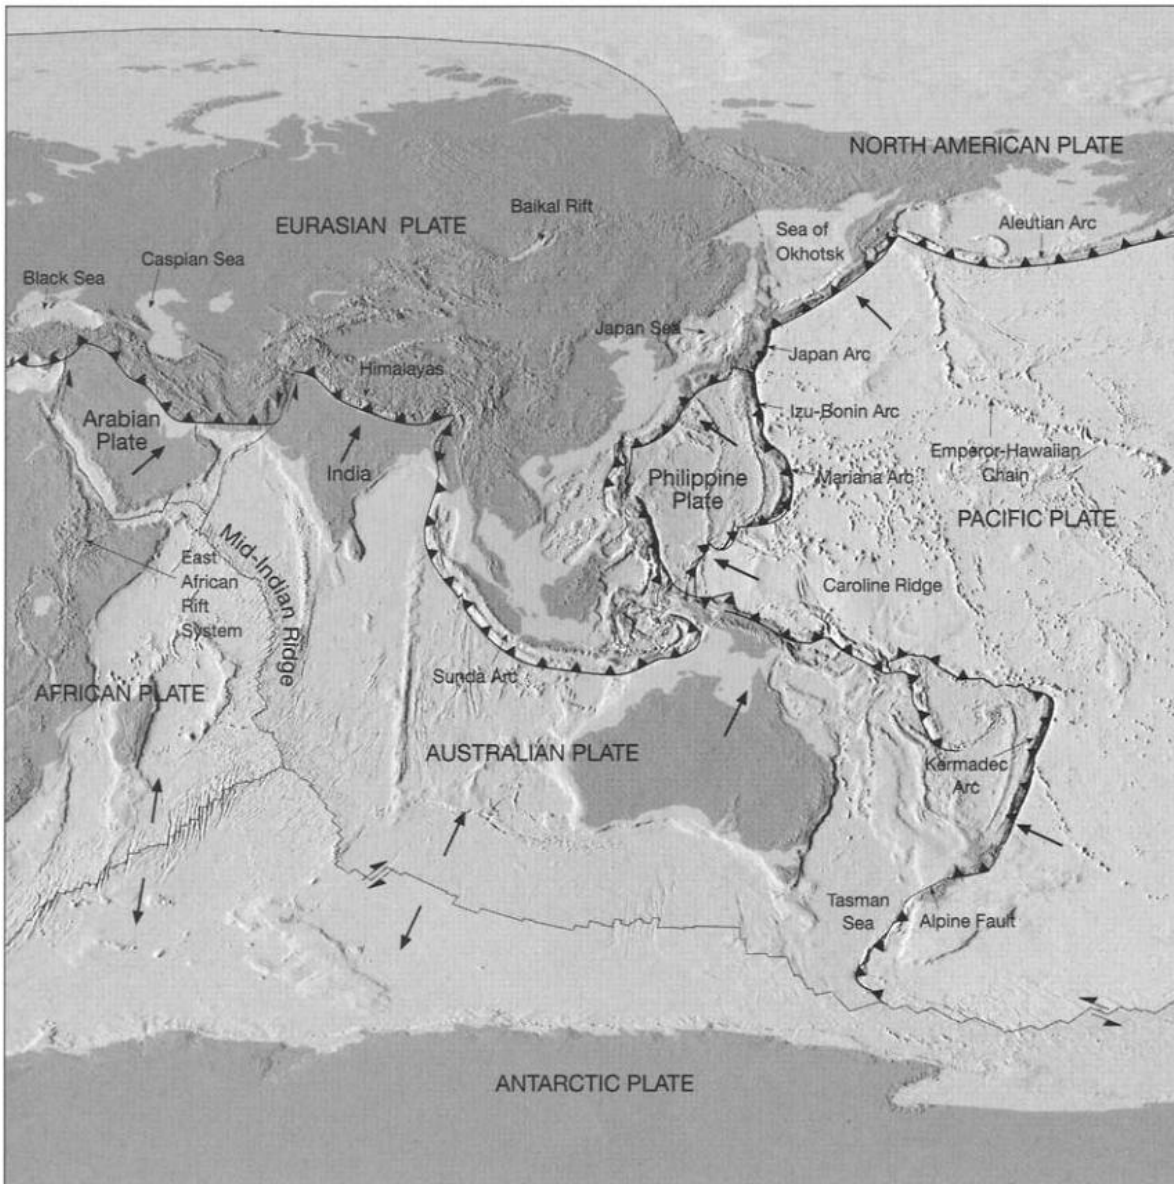 NORTH AMERICAN PLATE
EURASIAN PLATE
Baikal Rift
Sea of
Okhotsk
Aleutian Arc
Black Sea
Caspian Sea
Japan Sea
Japan Arc
Himalayas
Arabian
Plate
Izu-Bonin Arc
India
Emperor-Hawaiian
Chain
Philippine
Plate
Mariana Arc
PACIFIC PLATE
Mid-Indian Ridge
East
African
Rift
System
Caroline Ridge
AFRICAN PLATE
Sunda Arc
AUSTRALIAN PLATE
Kermadec
Arc
Tasman
Sea
Alpine Fault
ANTARCTIC PLATE